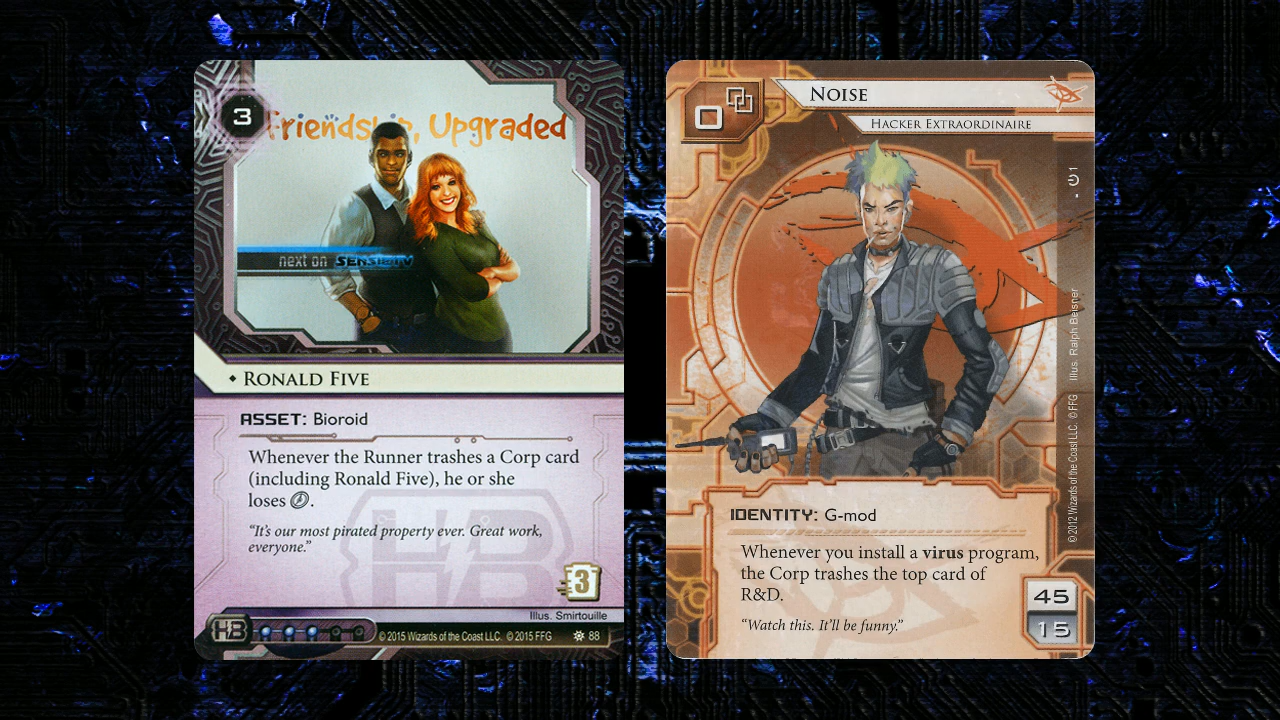 3
Friendship, Upgraded
next on SENSIETV
RONALD FIVE
ASSET: Bioroid
Whenever the Runner trashes a Corp card
(including Ronald Five), he or she
loses .
“It’s our most pirated property ever. Great work,
everyone.”
3
Illus. Smirtouille
HB
© 2015 Wizards of the Coast LLC. © 2015 FFG 88
NOISE
HACKER EXTRAORDINAIRE
0
1
© 2012 Wizards of the Coast LLC. © FFG Illus. Ralph Beisner
IDENTITY: G-mod
Whenever you install a virus program,
the Corp trashes the top card of
R&D.
“Watch this. It’ll be funny.”
45
15